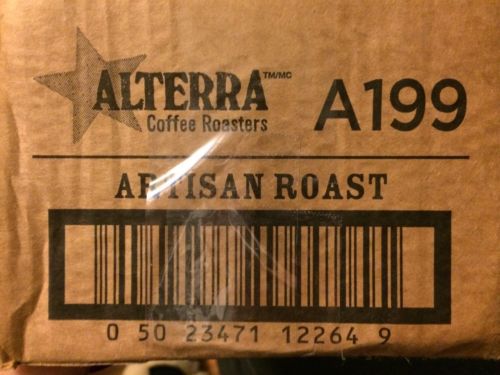 ALTERRA TM/MC
Coffee Roasters
A199
ARTISAN ROAST
0 50 23471 12264 9